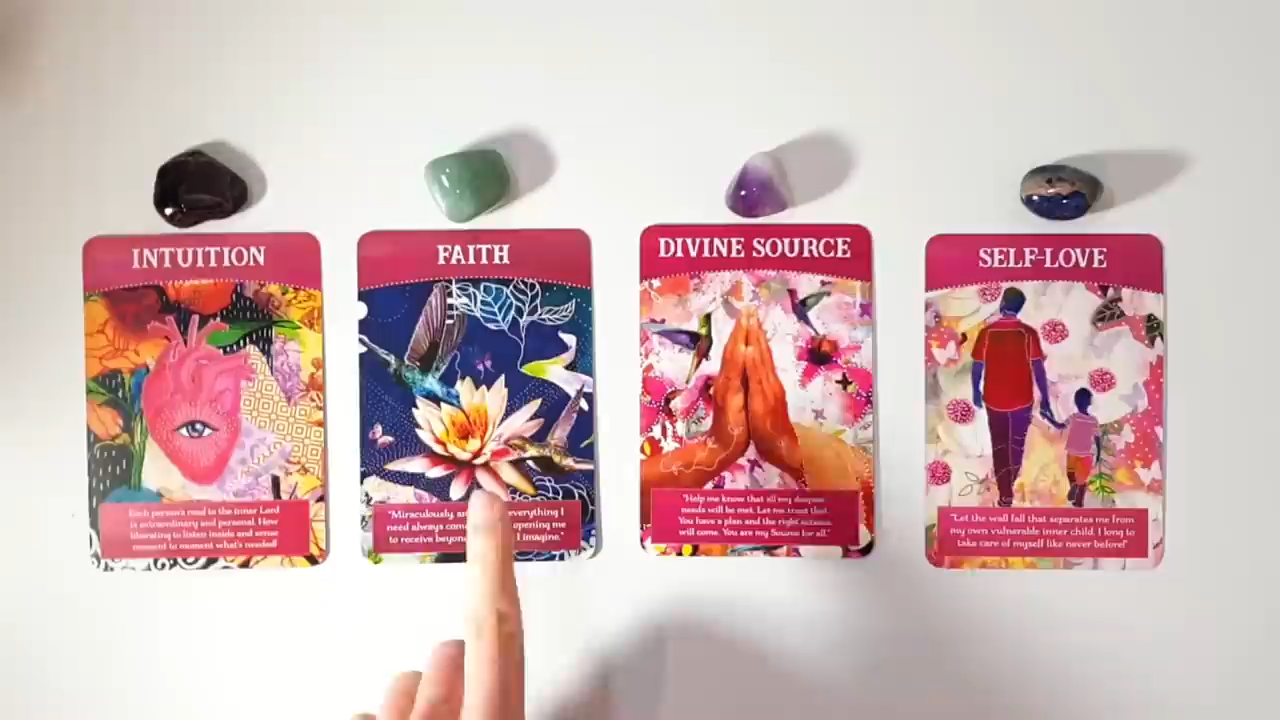 INTUITION
Each person's road to the inner Lord
is extraordinary and personal. How
liberating to listen inside and sense
moment to moment what's needed!
FAITH
"Miraculously everything I
need always opening me
to receive beyond I imagine."
DIVINE SOURCE
"Help me know that all my deepest
needs will be met. Let me trust that
You have a plan and the right actions
will come. You are my Source for all."
SELF-LOVE
"Let the wall fall that separates me from
my own vulnerable inner child. I long to
take care of myself like never before!"